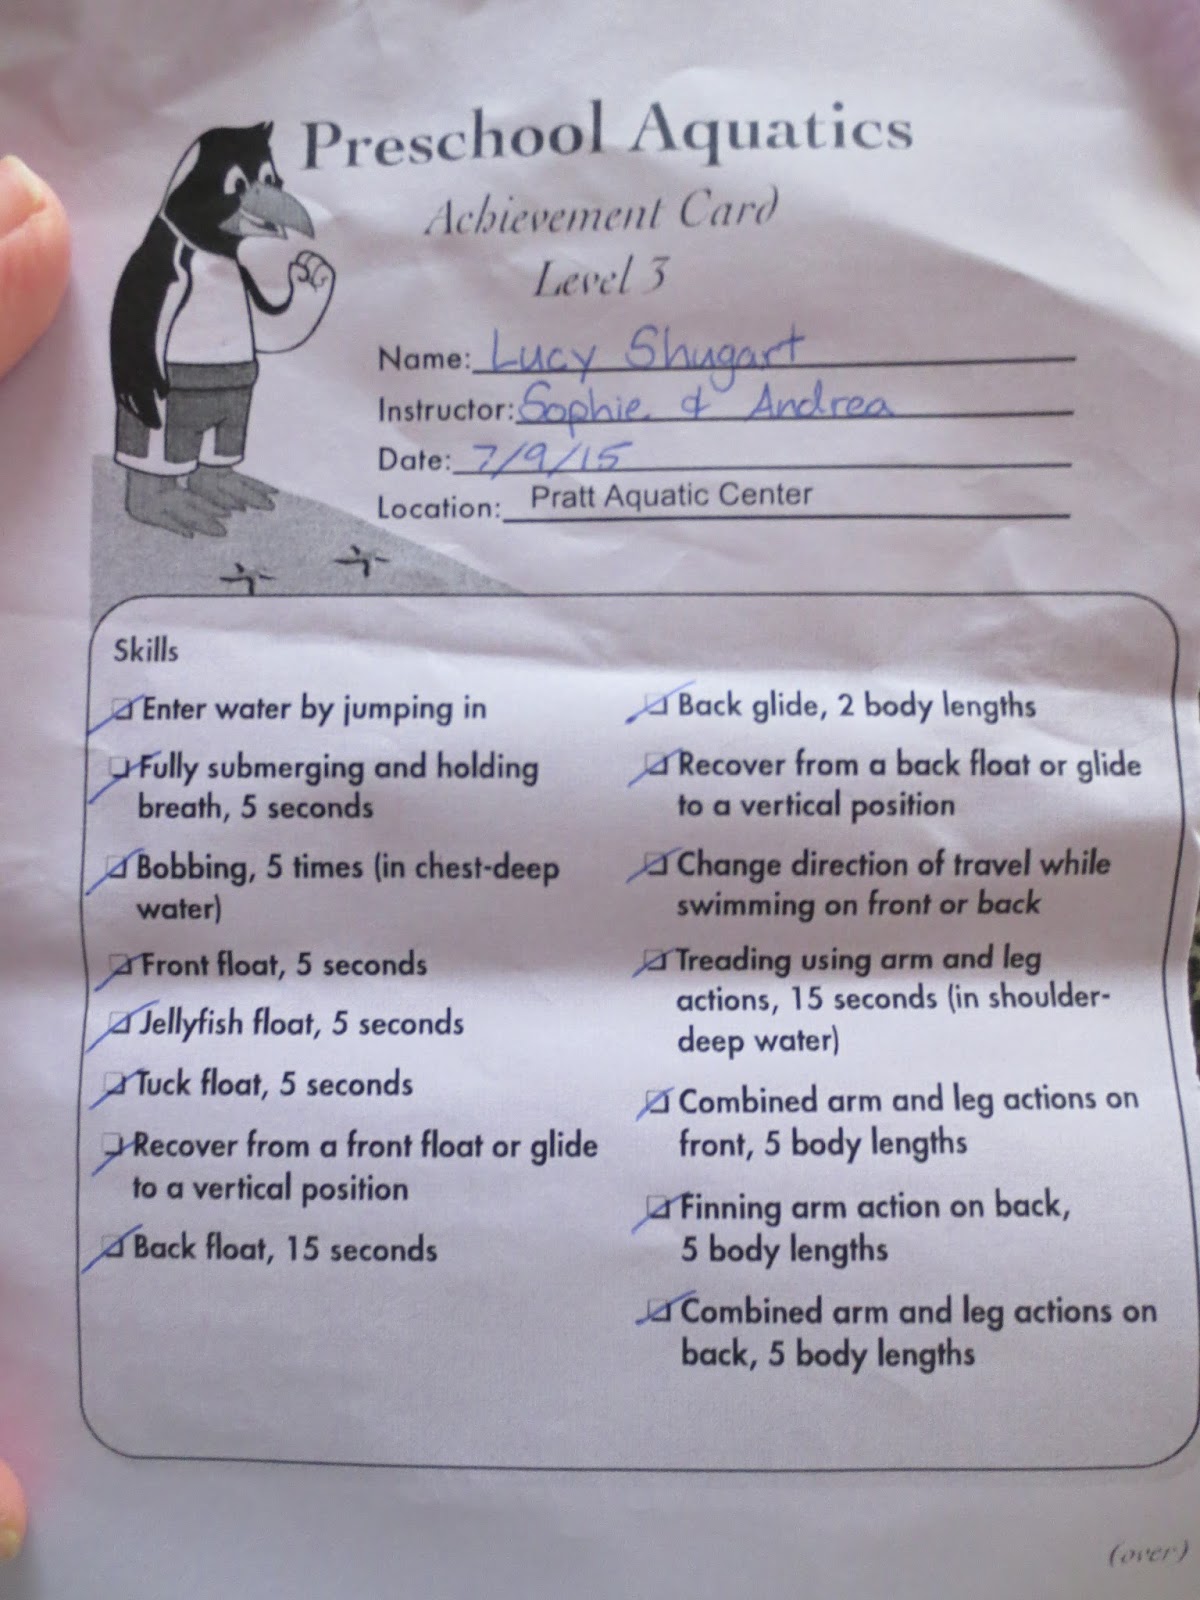 Preschool Aquatics
Achievement Card
Level 3
Name: Lucy Shugart
Instructor: Sophie & Andrea
Date: 7/9/15
Location: Pratt Aquatic Center
Skills
Enter water by jumping in
Fully submerging and holding
breath, 5 seconds
Bobbing, 5 times (in chest-deep
water)
Front float, 5 seconds
Jellyfish float, 5 seconds
Tuck float, 5 seconds
Recover from a front float or glide
to a vertical position
Back float, 15 seconds
Back glide, 2 body lengths
Recover from a back float or glide
to a vertical position
Change direction of travel while
swimming on front or back
Treading using arm and leg
actions, 15 seconds (in shoulder-
deep water)
Combined arm and leg actions on
front, 5 body lengths
Finning arm action on back,
5 body lengths
Combined arm and leg actions on
back, 5 body lengths
(over)